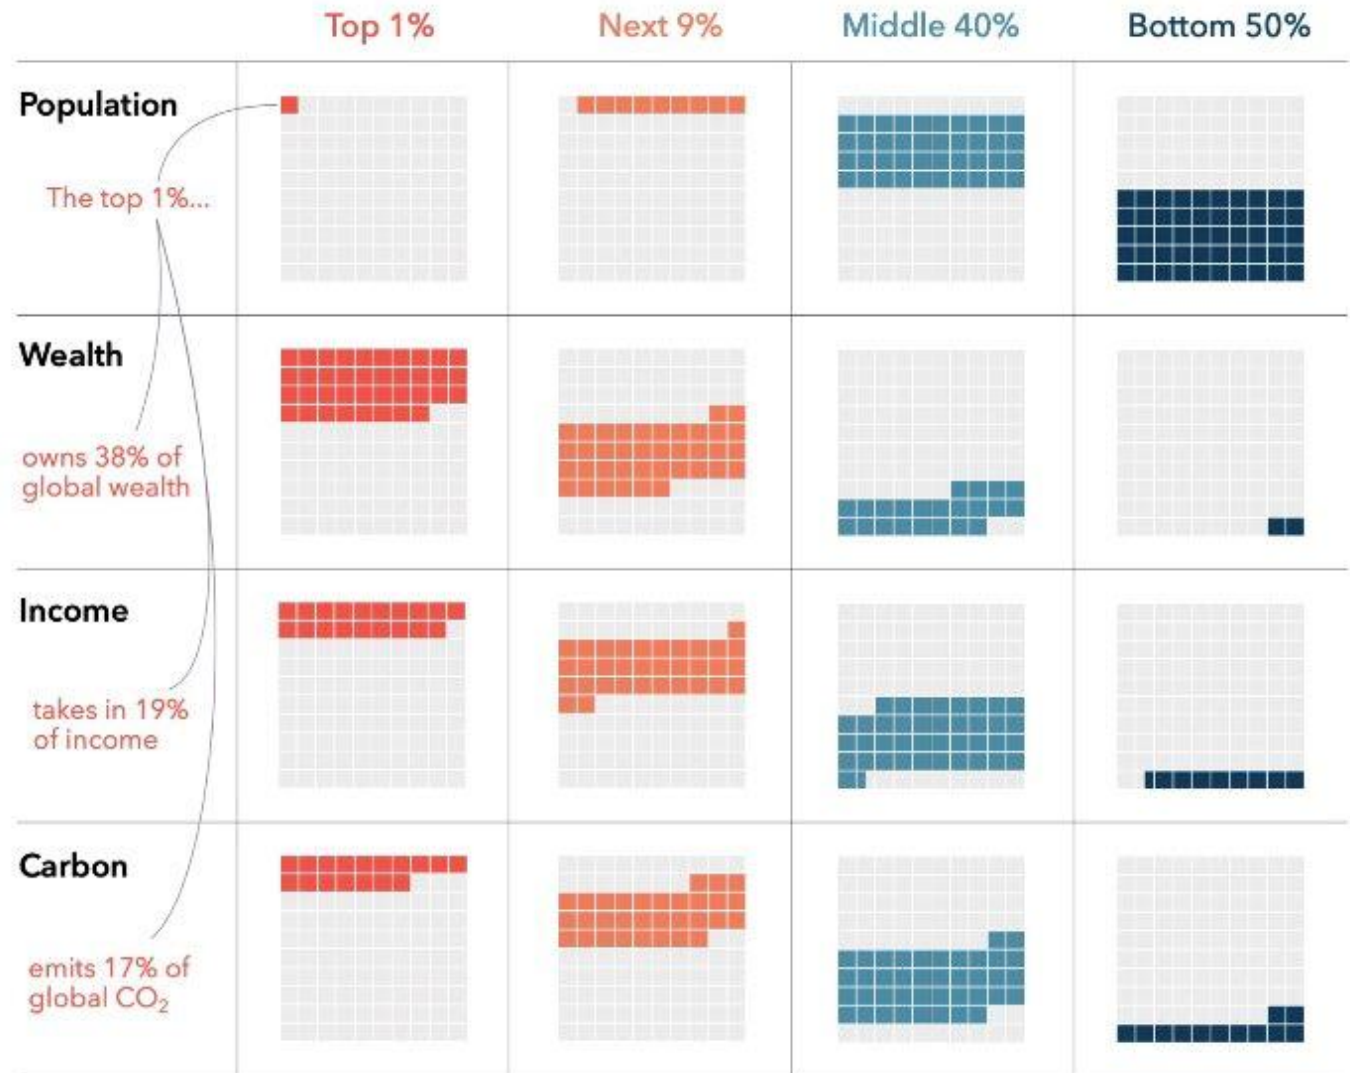 Top 1%
Next 9%
Middle 40%
Bottom 50%
Population
The top 1%...
Wealth
owns 38% of
global wealth
Income
takes in 19%
of income
Carbon
emits 17% of
global CO₂